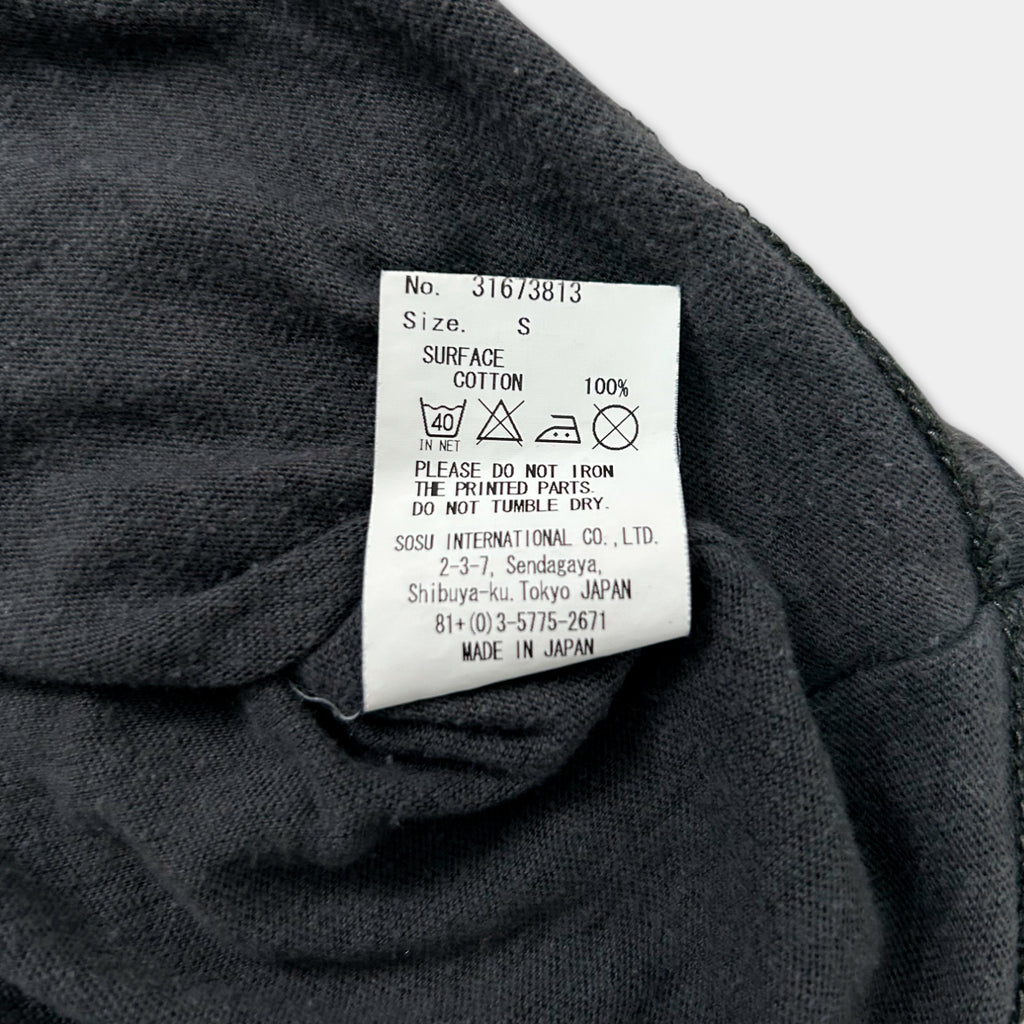 No. 31673813
Size. S
SURFACE
COTTON 100%
40
IN NET
PLEASE DO NOT IRON
THE PRINTED PARTS.
DO NOT TUMBLE DRY.
SOSU INTERNATIONAL CO.,LTD.
2-3-7, Sendagaya,
Shibuya-ku. Tokyo JAPAN
81+(0)3-5775-2671
MADE IN JAPAN